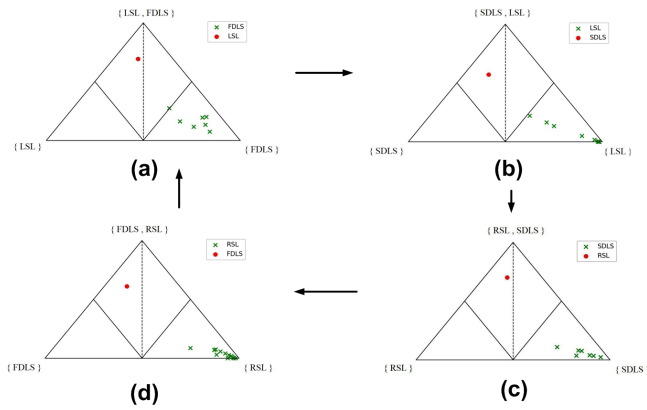 { LSL , FDLS }
FDLS
LSL
{ LSL }
{ FDLS }
(a)
{ SDLS , LSL }
LSL
SDLS
{ SDLS }
{ LSL }
(b)
{ FDLS , RSL }
RSL
FDLS
{ FDLS }
{ RSL }
(d)
{ RSL , SDLS }
SDLS
RSL
{ RSL }
{ SDLS }
(c)